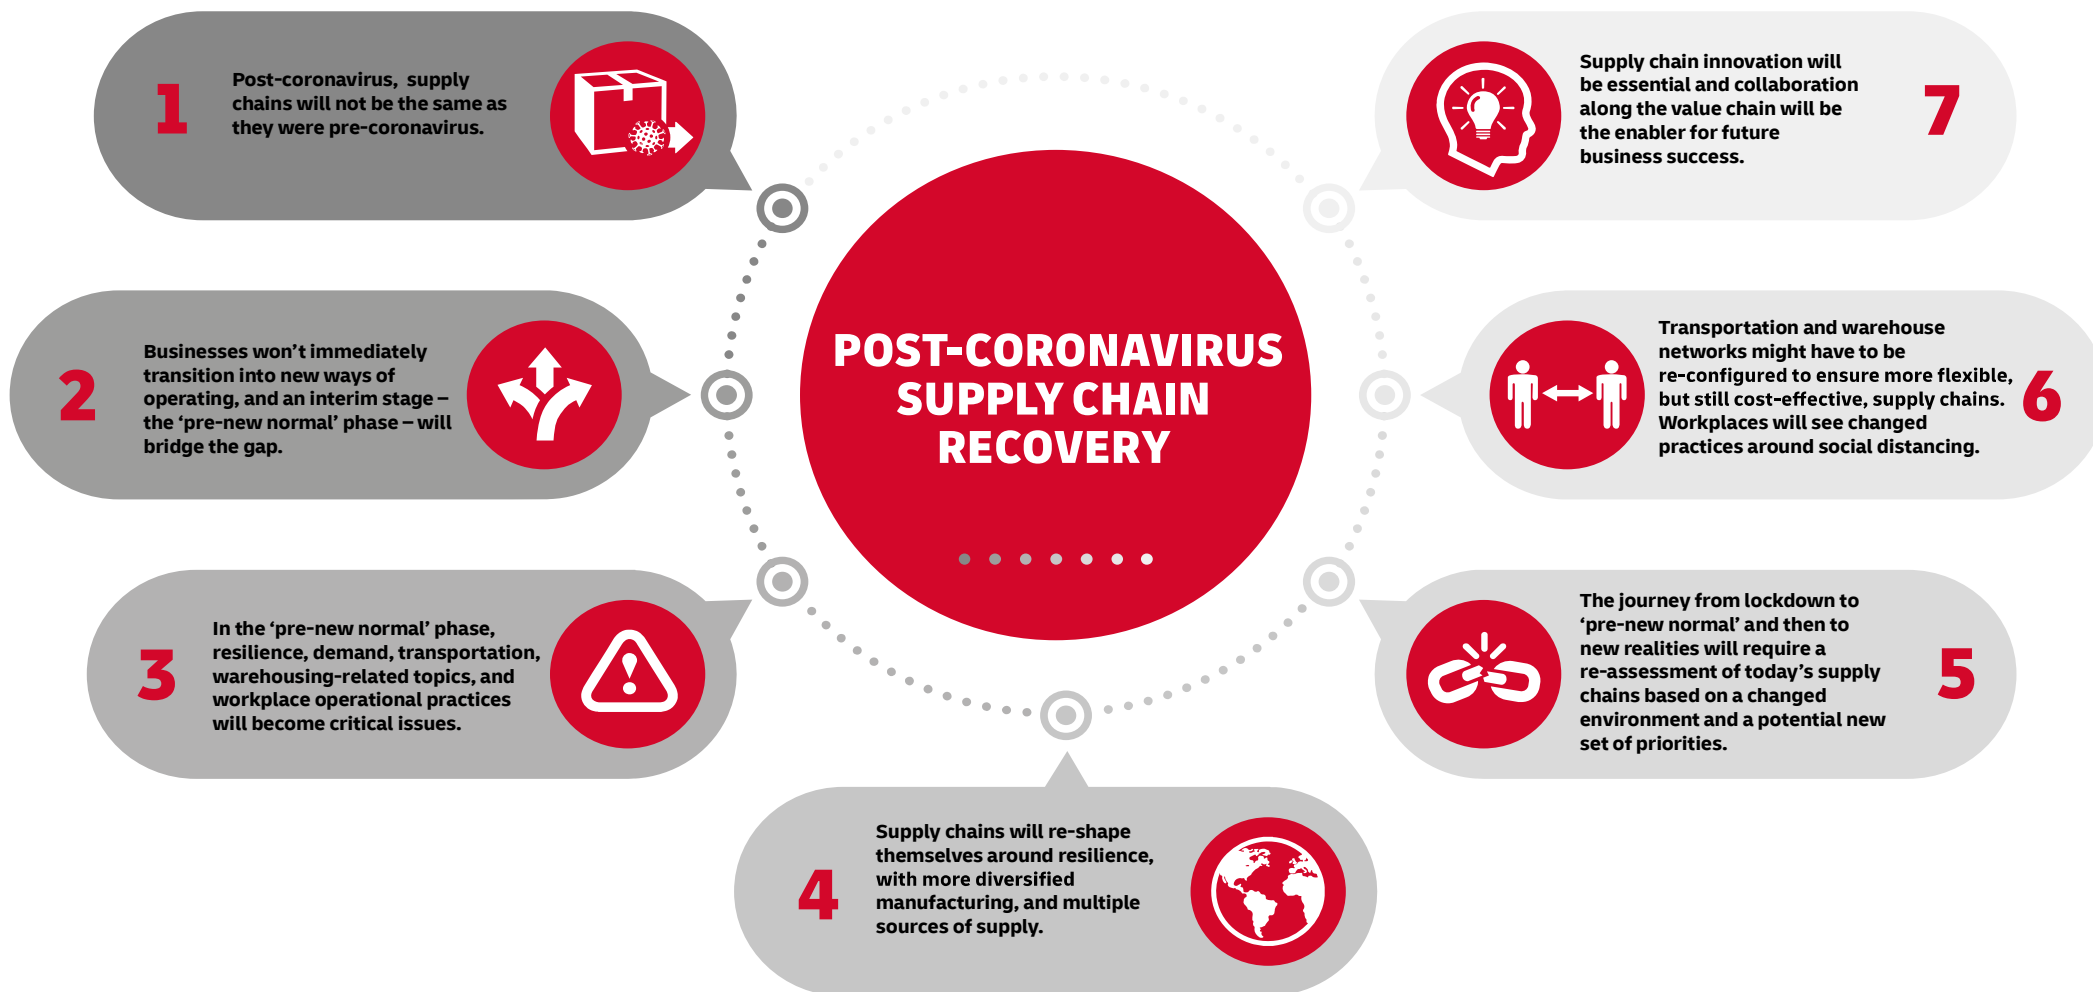 POST-CORONAVIRUS
SUPPLY CHAIN
RECOVERY
1
Post-coronavirus, supply
chains will not be the same as
they were pre-coronavirus.
2
Businesses won't immediately
transition into new ways of
operating, and an interim stage –
the ‘pre-new normal’ phase – will
bridge the gap.
3
In the ‘pre-new normal’ phase,
resilience, demand, transportation,
warehousing-related topics, and
workplace operational practices
will become critical issues.
4
Supply chains will re-shape
themselves around resilience,
with more diversified
manufacturing, and multiple
sources of supply.
5
The journey from lockdown to
‘pre-new normal’ and then to
new realities will require a
re-assessment of today’s supply
chains based on a changed
environment and a potential new
set of priorities.
6
Transportation and warehouse
networks might have to be
re-configured to ensure more flexible,
but still cost-effective, supply chains.
Workplaces will see changed
practices around social distancing.
7
Supply chain innovation will
be essential and collaboration
along the value chain will be
the enabler for future
business success.